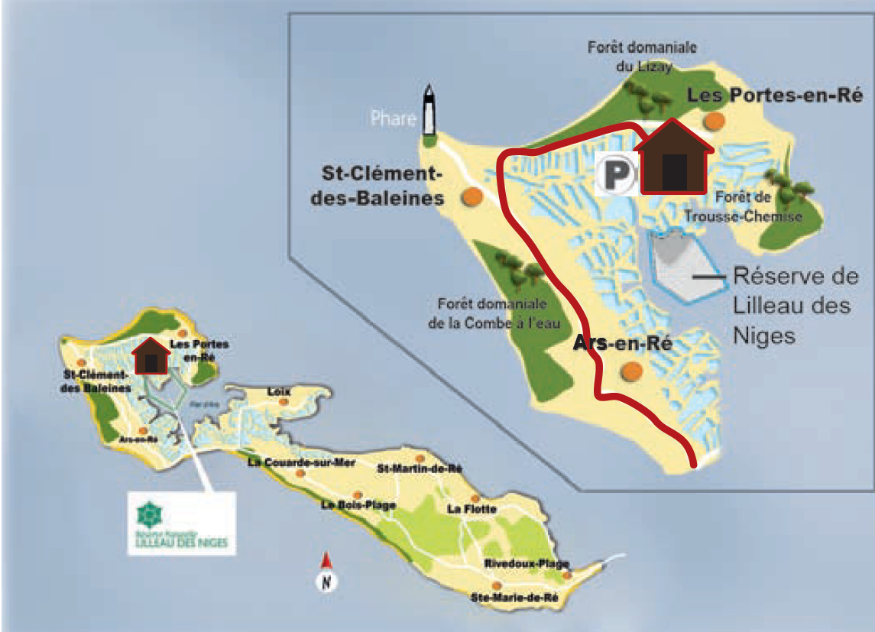 Forêt domaniale
du Lizay
Les Portes-en-Ré
Phare
P
St-Clément-
des-Baleines
Forêt de
Trousse-Chemise
Réserve de
Lilleau des
Niges
Forêt domaniale
de la Combe à l'eau
Ars-en-Ré
Les Portes
en-Ré
St-Clément-
des Baleines
Loix
Ars-en-Ré
La Couarde-sur-Mer
St-Martin-de-Ré
Le Bois-Plage
La Flotte
Réserve Naturelle
LILLEAU DES NIGES
Rivedoux-Plage
N
Ste-Marie-de-Ré